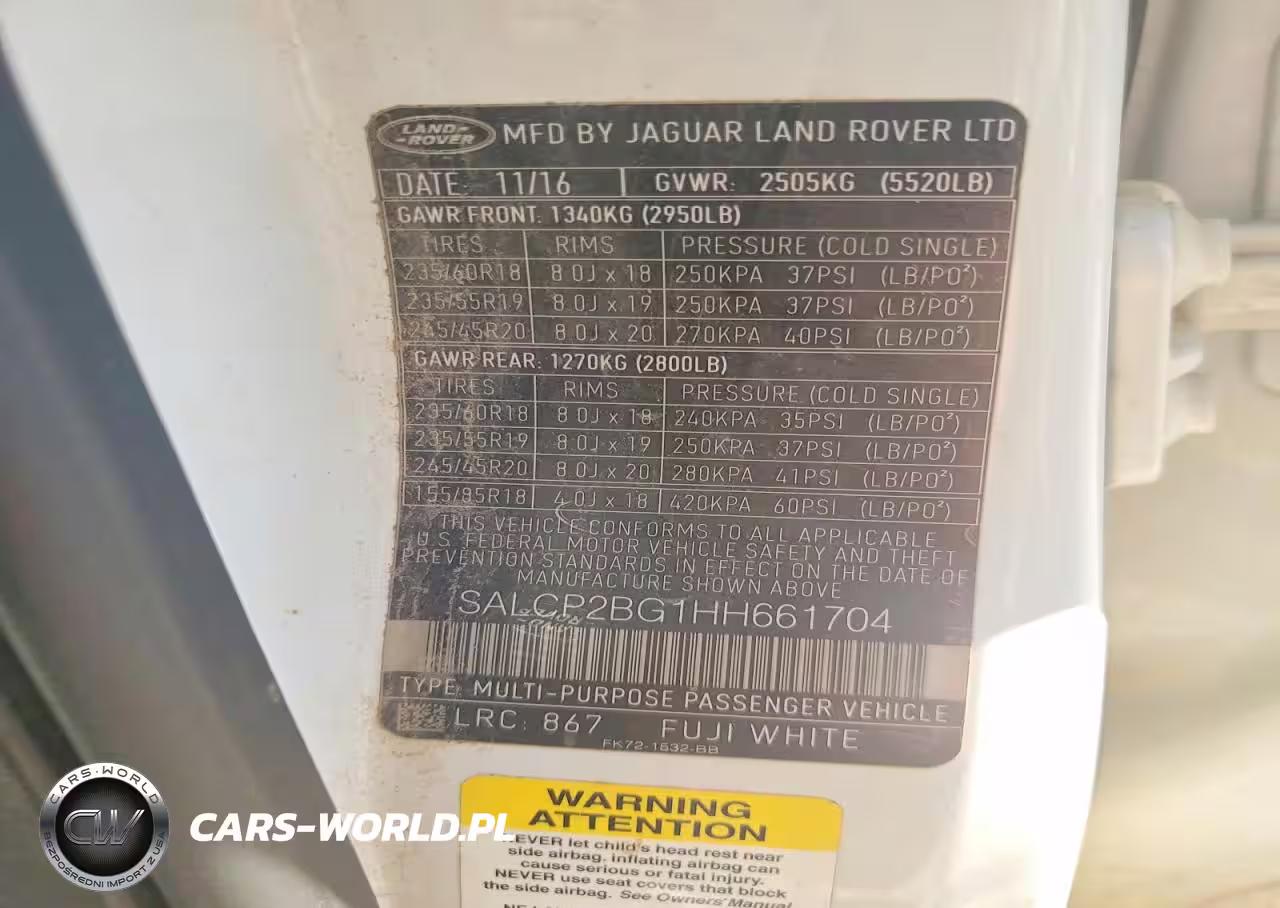 LAND-
-ROVER
MFD BY JAGUAR LAND ROVER LTD
DATE: 11/16 GVWR: 2505KG (5520LB)
GAWR FRONT: 1340KG (2950LB)
TIRES RIMS PRESSURE (COLD SINGLE)
235/60R18 8.0J x 18 250KPA 37PSI (LB/PO²)
235/55R19 8.0J x 19 250KPA 37PSI (LB/PO²)
245/45R20 8.0J x 20 270KPA 40PSI (LB/PO²)
GAWR REAR: 1270KG (2800LB)
TIRES RIMS PRESSURE (COLD SINGLE)
235/60R18 8.0J x 18 240KPA 35PSI (LB/PO²)
235/55R19 8.0J x 19 250KPA 37PSI (LB/PO²)
245/45R20 8.0J x 20 280KPA 41PSI (LB/PO²)
155/85R18 4.0J x 18 420KPA 60PSI (LB/PO²)
THIS VEHICLE CONFORMS TO ALL APPLICABLE
U.S. FEDERAL MOTOR VEHICLE SAFETY AND THEFT
PREVENTION STANDARDS IN EFFECT ON THE DATE OF
MANUFACTURE SHOWN ABOVE
SALCP2BG1HH661704
TYPE: MULTI-PURPOSE PASSENGER VEHICLE
LRC: 867 FUJI WHITE
FK72-1532-BB
WARNING
ATTENTION
NEVER let child's head rest near
side airbag, inflating airbag can
cause serious or fatal injury.
NEVER use seat covers that block
the side airbag. See Owners' Manual
CARS-WORLD
CW
BEZPOŚREDNI IMPORT Z USA
CARS-WORLD.PL